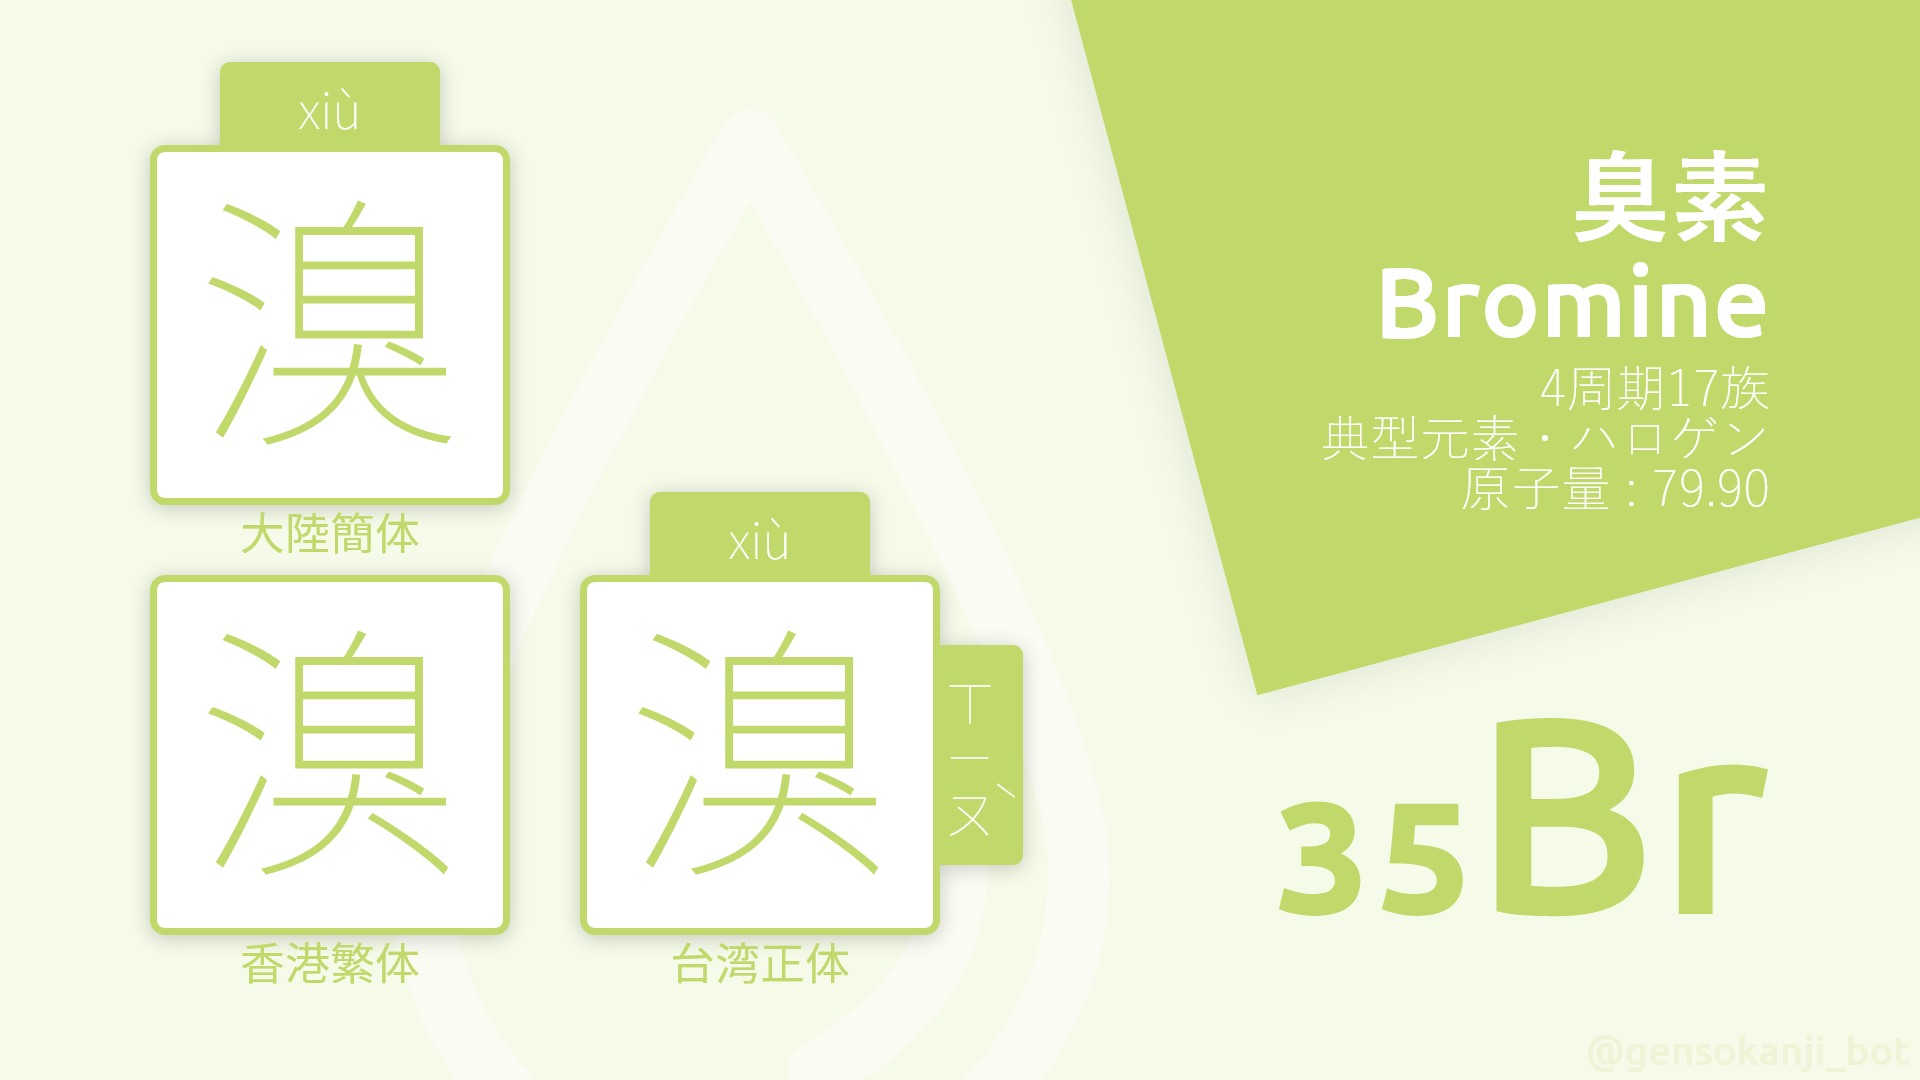 xiù
溴
大陸簡体
溴
香港繁体
xiù
溴
ㄒㄧㄡˋ
台湾正体
臭素
Bromine
4周期17族
典型元素・ハロゲン
原子量：79.90
35Br
@gensokanji_bot